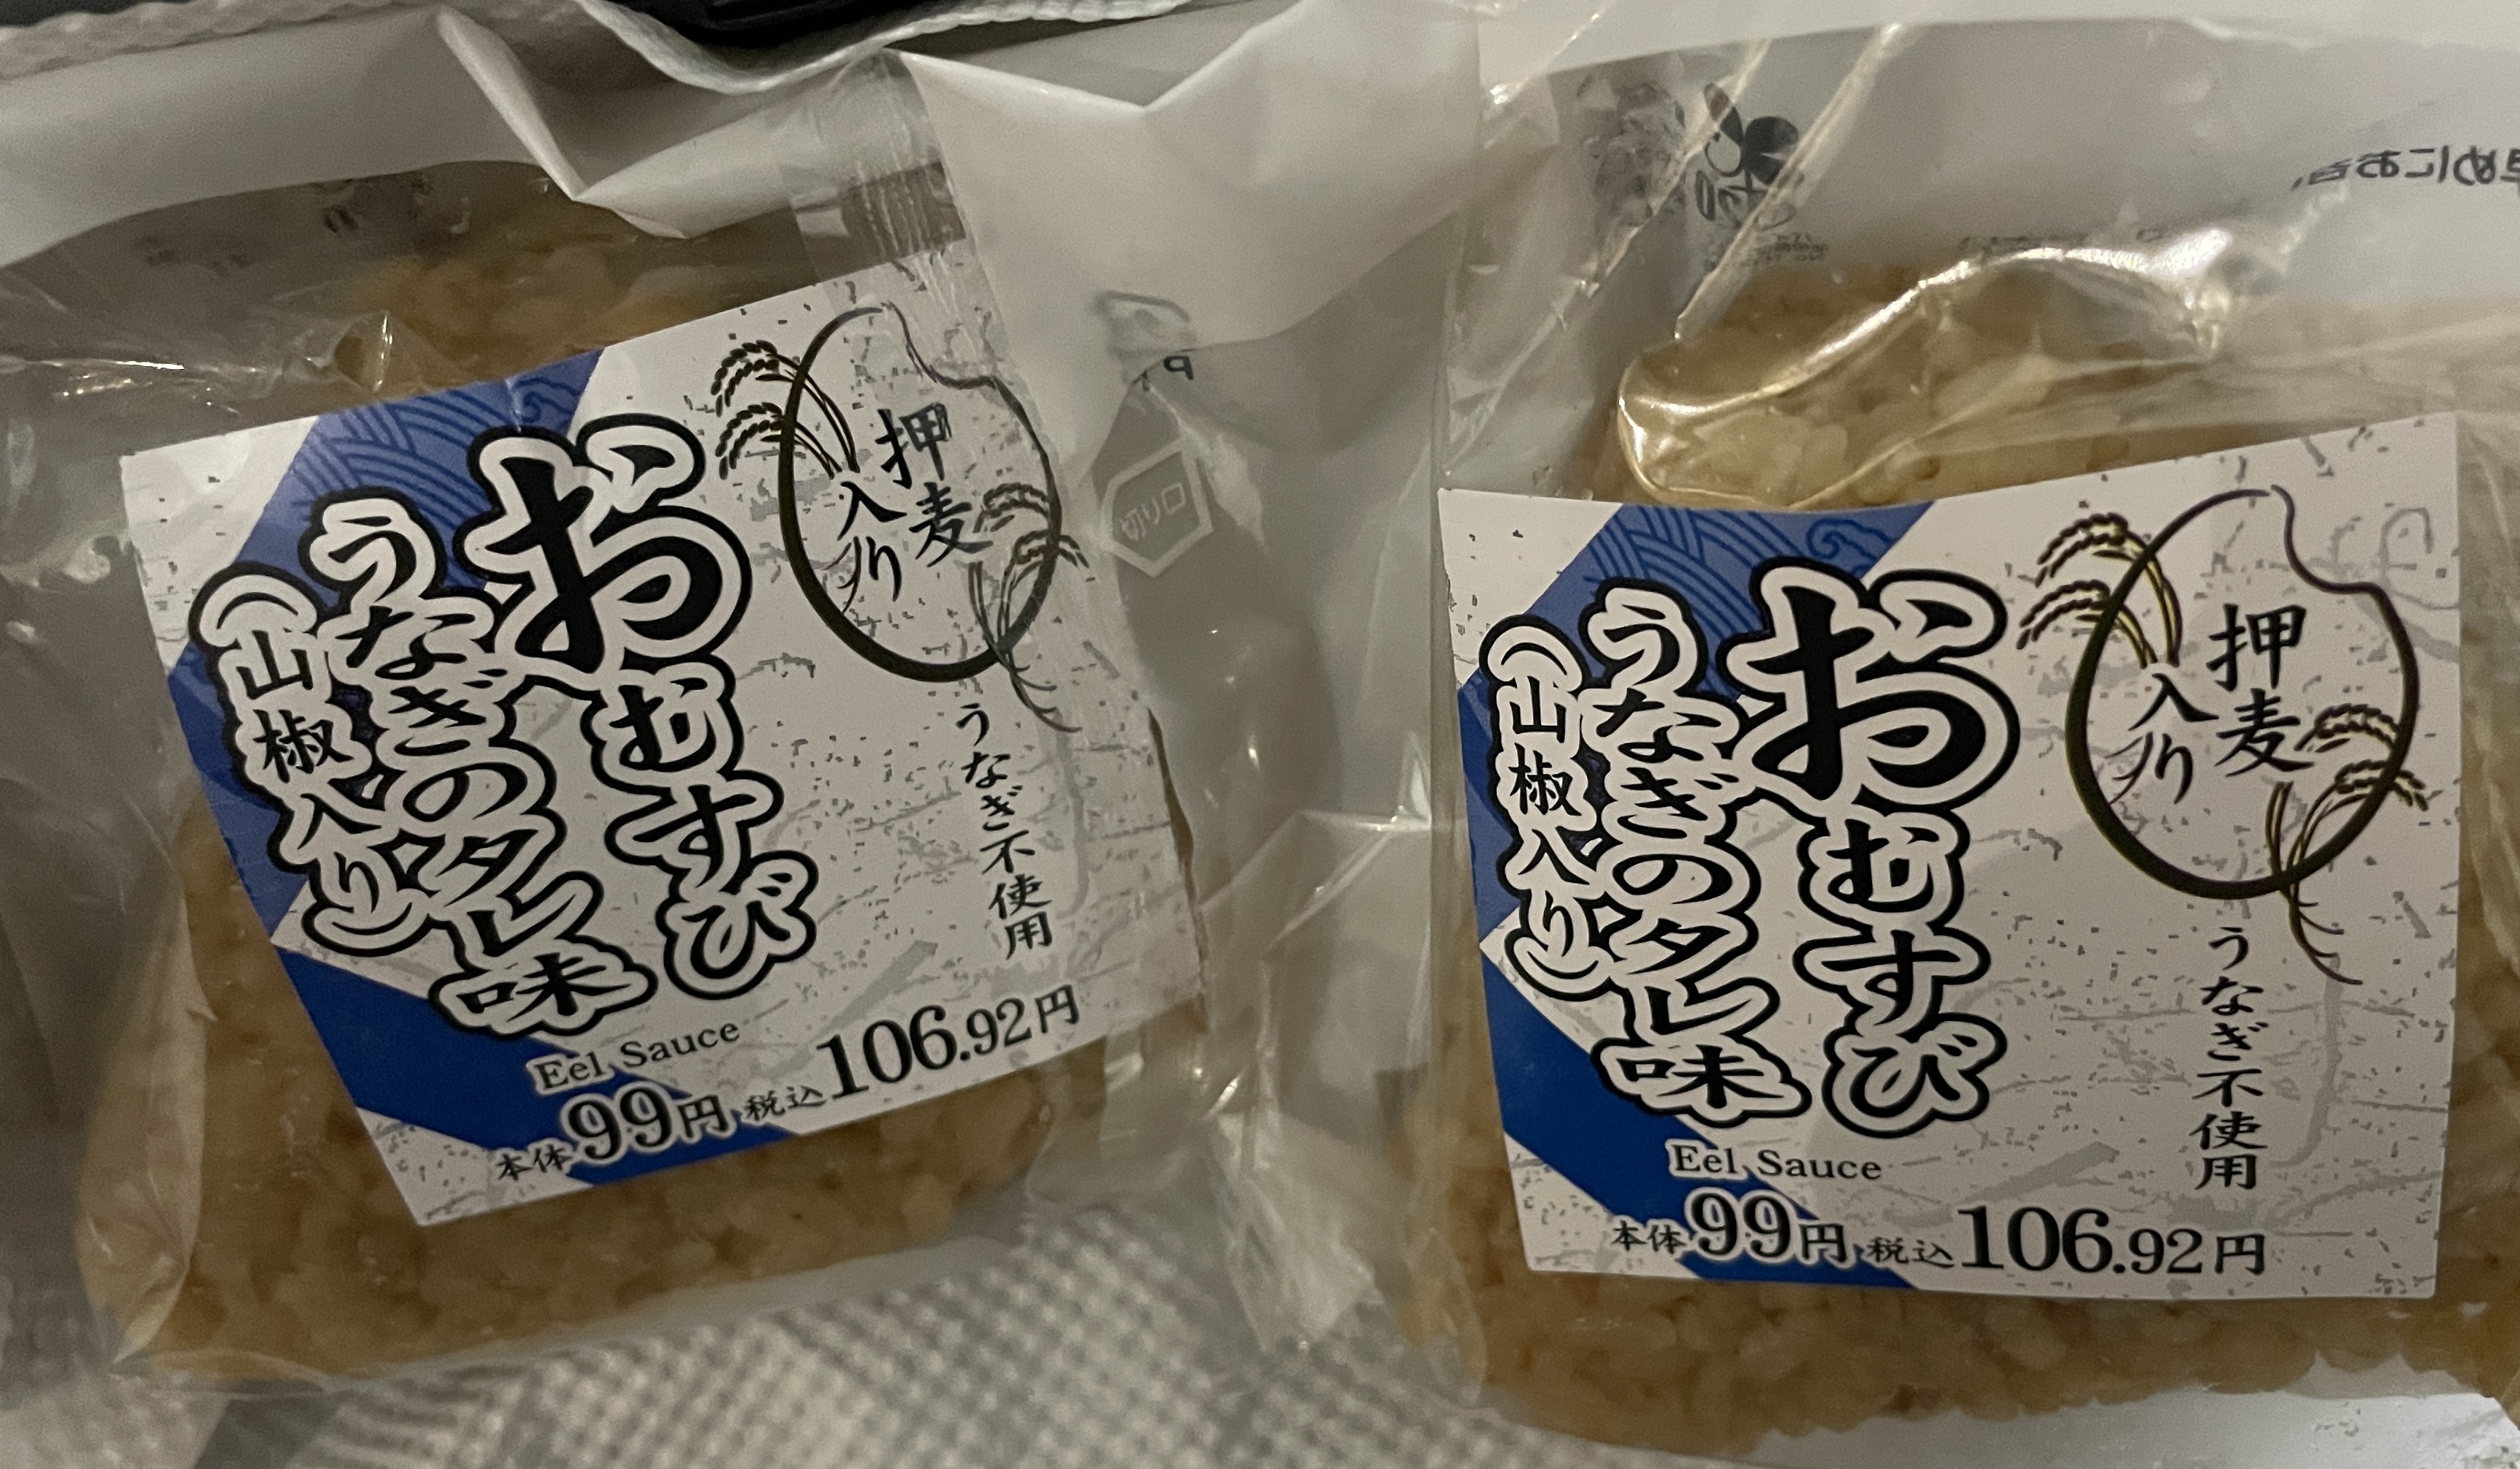 押麦
入り
おむすび
うなぎのタレ味
(山椒入り)
うなぎ不使用
Eel Sauce
本体99円 税込106.92円
切り口
押麦
入り
おむすび
うなぎのタレ味
(山椒入り)
うなぎ不使用
Eel Sauce
本体99円 税込106.92円